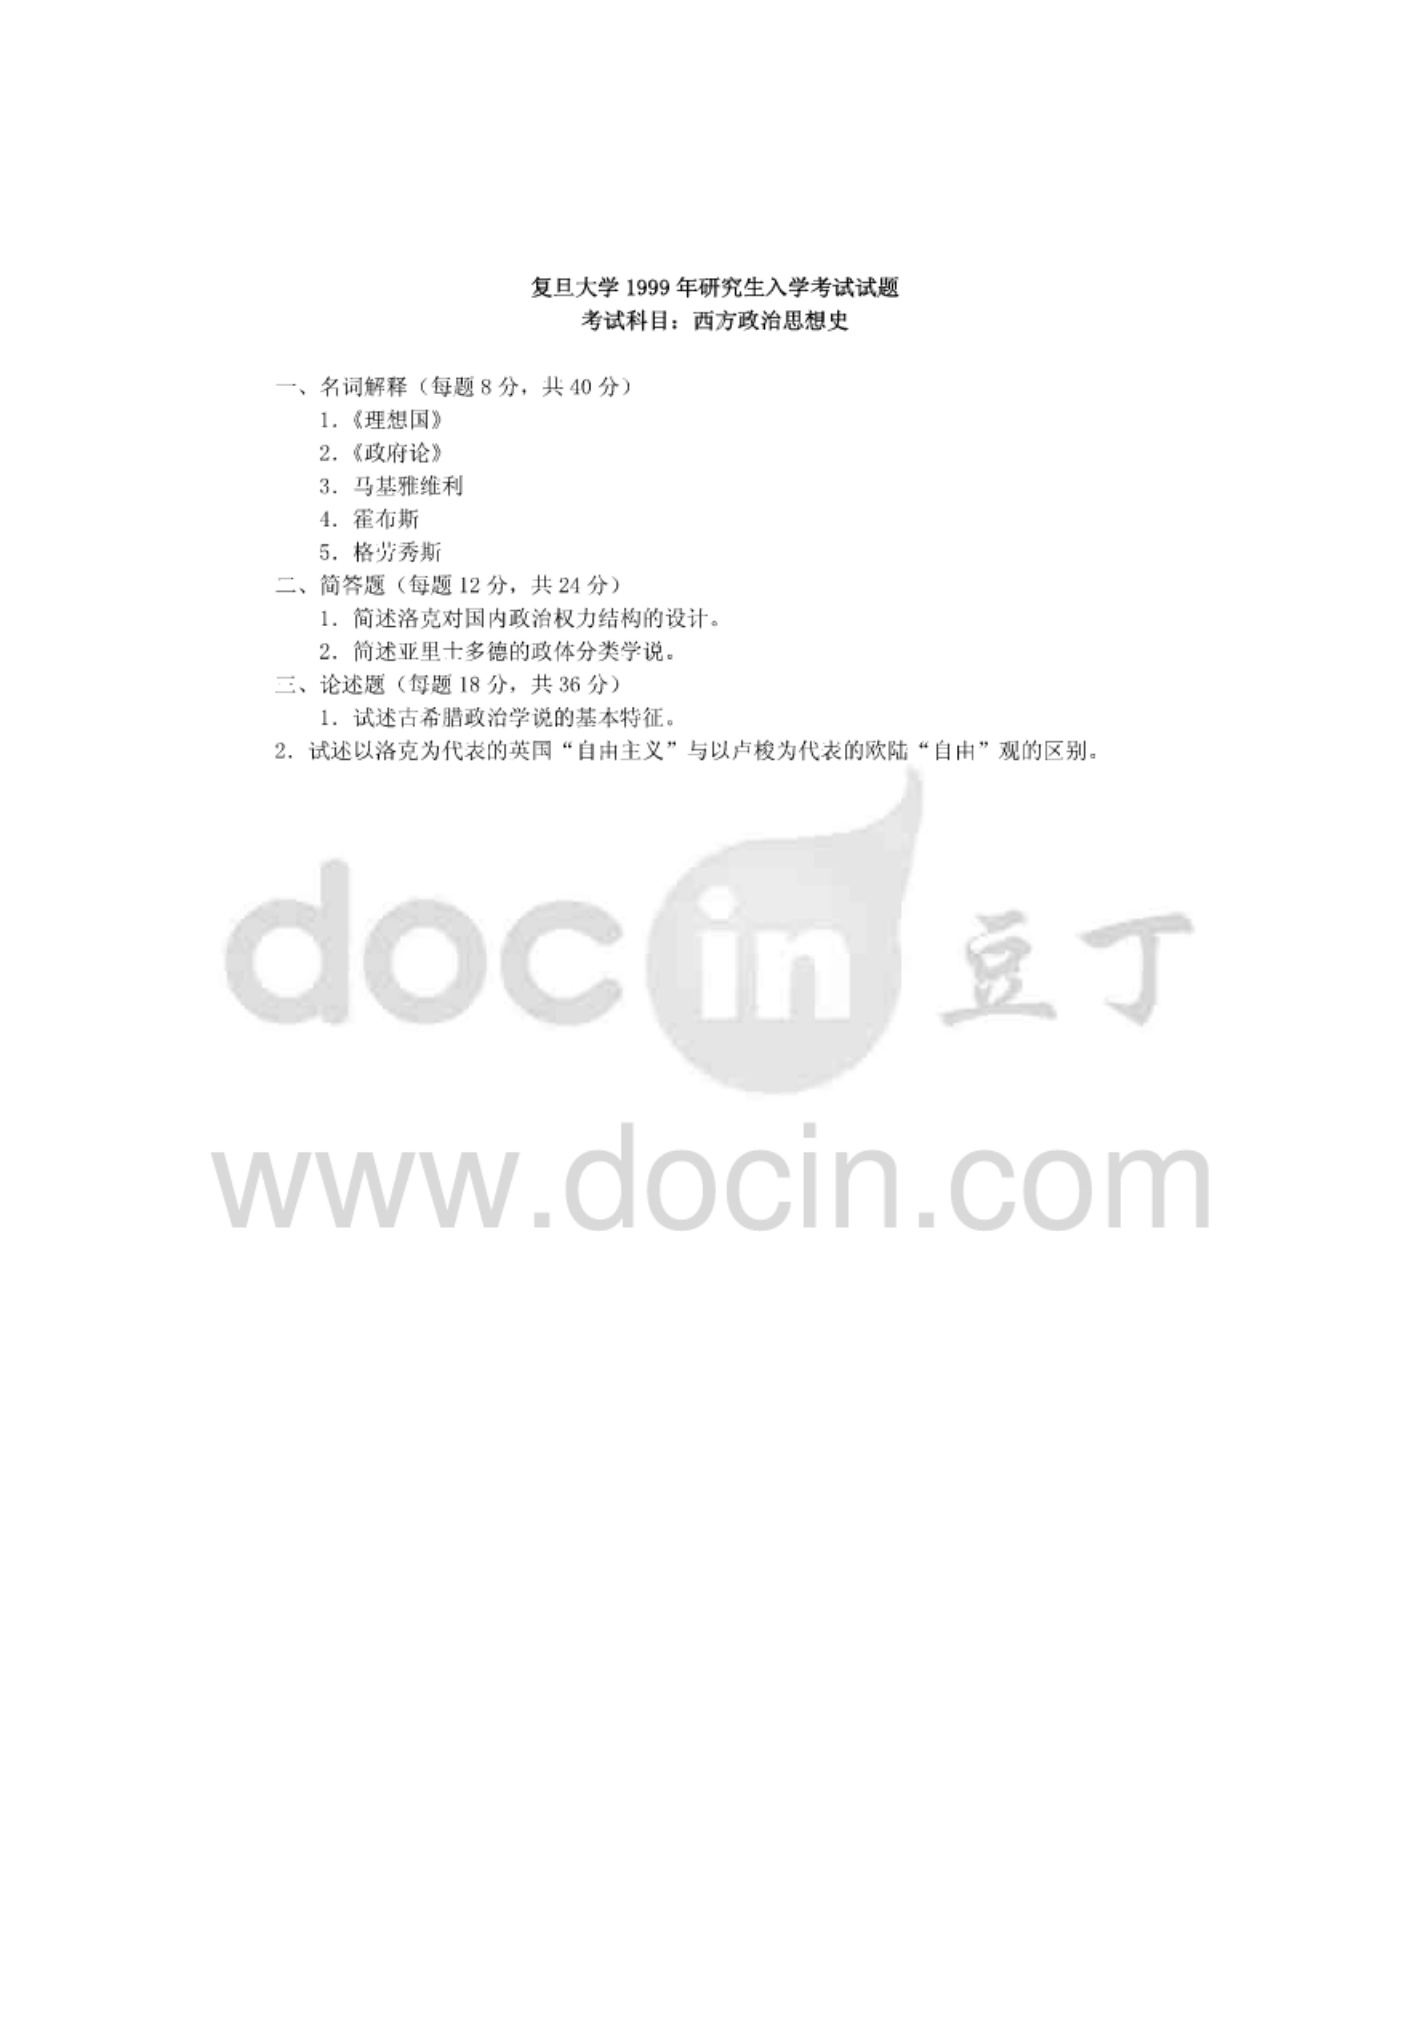 复旦大学 1999 年研究生入学考试试题
考试科目：西方政治思想史
一、名词解释（每题 8 分，共 40 分）
1.《理想国》
2.《政府论》
3. 马基雅维利
4. 霍布斯
5. 格劳秀斯
二、简答题（每题 12 分，共 24 分）
1. 简述洛克对国内政治权力结构的设计。
2. 简述亚里士多德的政体分类学说。
三、论述题（每题 18 分，共 36 分）
1. 试述古希腊政治学说的基本特征。
2. 试述以洛克为代表的英国“自由主义”与以卢梭为代表的欧陆“自由”观的区别。
docin 豆丁
www.docin.com